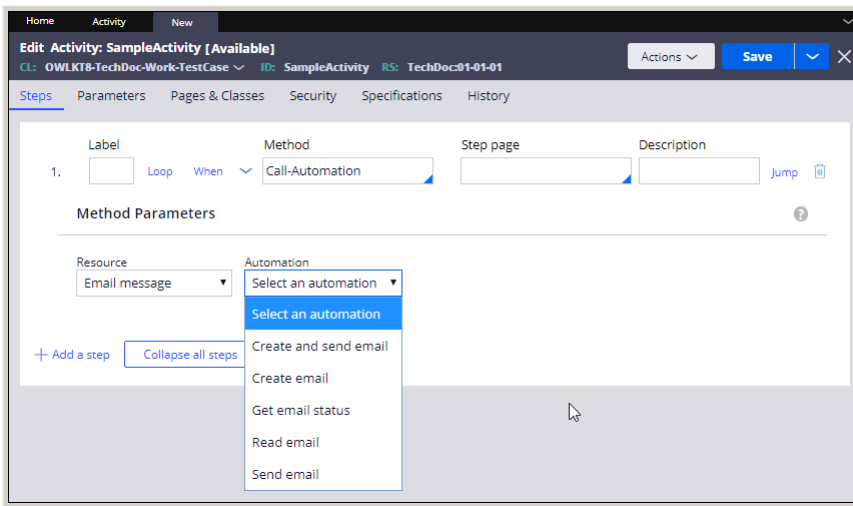 Home Activity New
Edit Activity: SampleActivity [Available]
CL: OWLKT8-TechDoc-Work-TestCase ID: SampleActivity RS: TechDoc:01-01-01
Actions Save
Steps Parameters Pages & Classes Security Specifications History
Label Method Step page Description
1. Loop When Call-Automation Jump
Method Parameters ?
Resource Automation
Email message Select an automation
Select an automation
Create and send email
+ Add a step Collapse all steps
Create email
Get email status
Read email
Send email